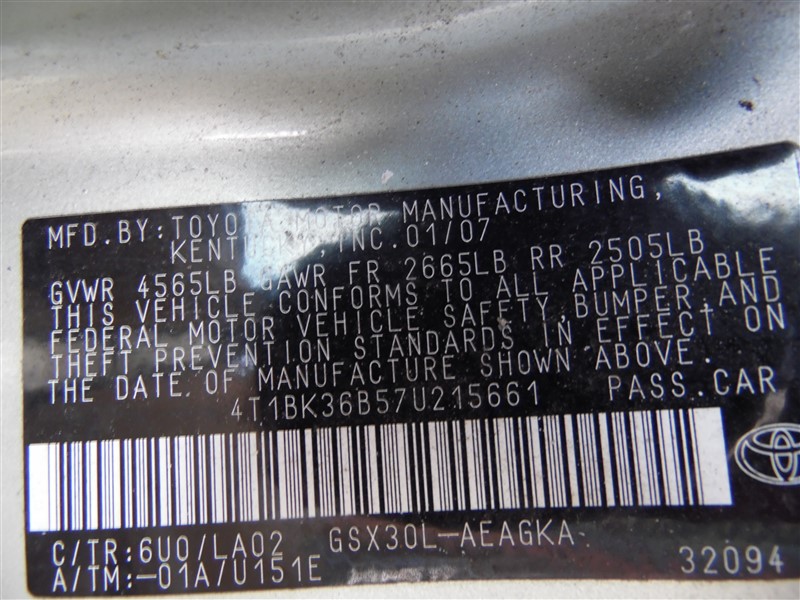 MFD.BY:TOYOTA MOTOR MANUFACTURING,
KENTUCKY,INC.01/07
GVWR 4565LB GAWR FR 2665LB RR 2505LB
THIS VEHICLE CONFORMS TO ALL APPLICABLE
FEDERAL MOTOR VEHICLE SAFETY,BUMPER,AND
THEFT PREVENTION STANDARDS IN EFFECT ON
THE DATE OF MANUFACTURE SHOWN ABOVE.
4T1BK36B57U215661 PASS.CAR
C/TR:6U0/LA02 GSX30L-AEAGKA
A/TM:-01A/U151E 32094